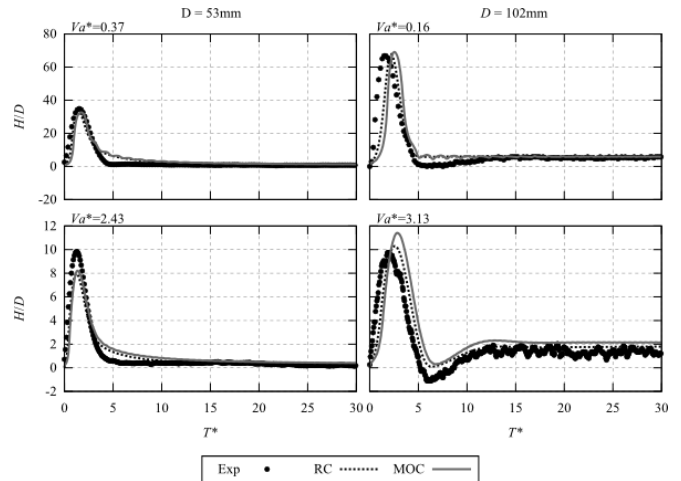 D = 53mm
D = 102mm
Va*=0.37
Va*=0.16
80
60
40
20
0
-20
H/D
Va*=2.43
Va*=3.13
12
10
8
6
4
2
0
-2
H/D
0 5 10 15 20 25 30
0 5 10 15 20 25 30
T*
T*
Exp RC MOC